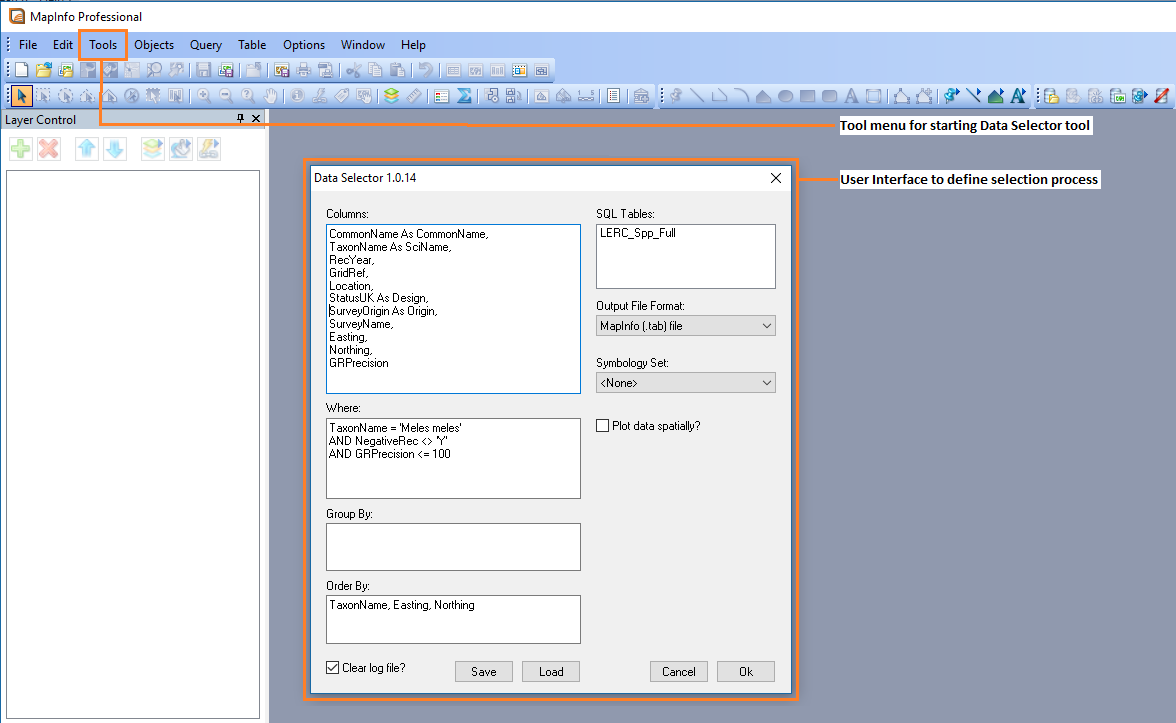 MapInfo Professional
File Edit Tools Objects Query Table Options Window Help
Layer Control
Tool menu for starting Data Selector tool
User Interface to define selection process
Data Selector 1.0.14
Columns:
CommonName As CommonName,
TaxonName As SciName,
RecYear,
GridRef,
Location,
StatusUK As Design,
SurveyOrigin As Origin,
SurveyName,
Easting,
Northing,
GRPrecision
SQL Tables:
LERC_Spp_Full
Output File Format:
MapInfo (.tab) file
Symbology Set:
<None>
Plot data spatially?
Where:
TaxonName = 'Meles meles'
AND NegativeRec <> 'Y'
AND GRPrecision <= 100
Group By:
Order By:
TaxonName, Easting, Northing
Clear log file?
Save
Load
Cancel
Ok